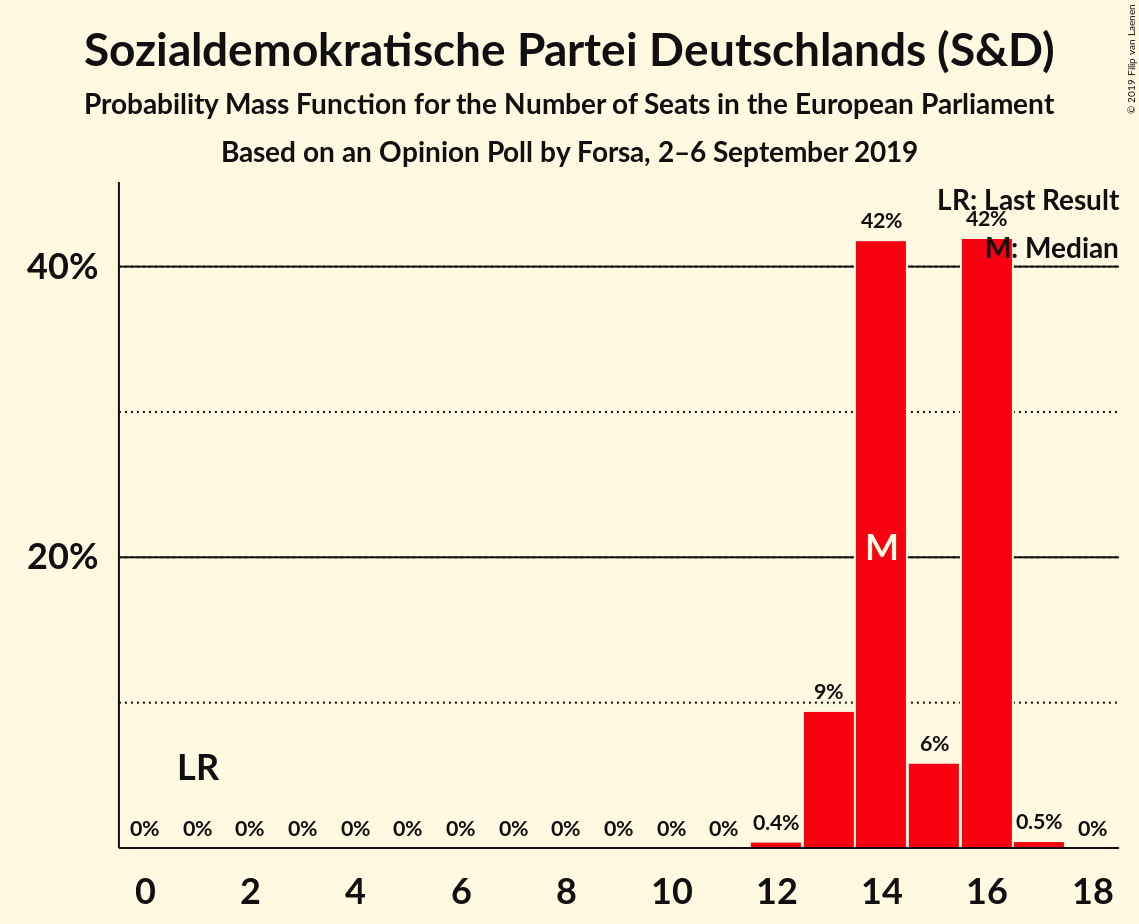 Sozialdemokratische Partei Deutschlands (S&D)
Probability Mass Function for the Number of Seats in the European Parliament
Based on an Opinion Poll by Forsa, 2–6 September 2019
© 2019 Filip van Laenen
LR: Last Result
M: Median
42%
42%
40%
M
20%
9%
6%
LR
0%
0%
0%
0%
0%
0%
0%
0%
0%
0%
0%
0%
0.4%
0.5%
0%
0 2 4 6 8 10 12 14 16 18